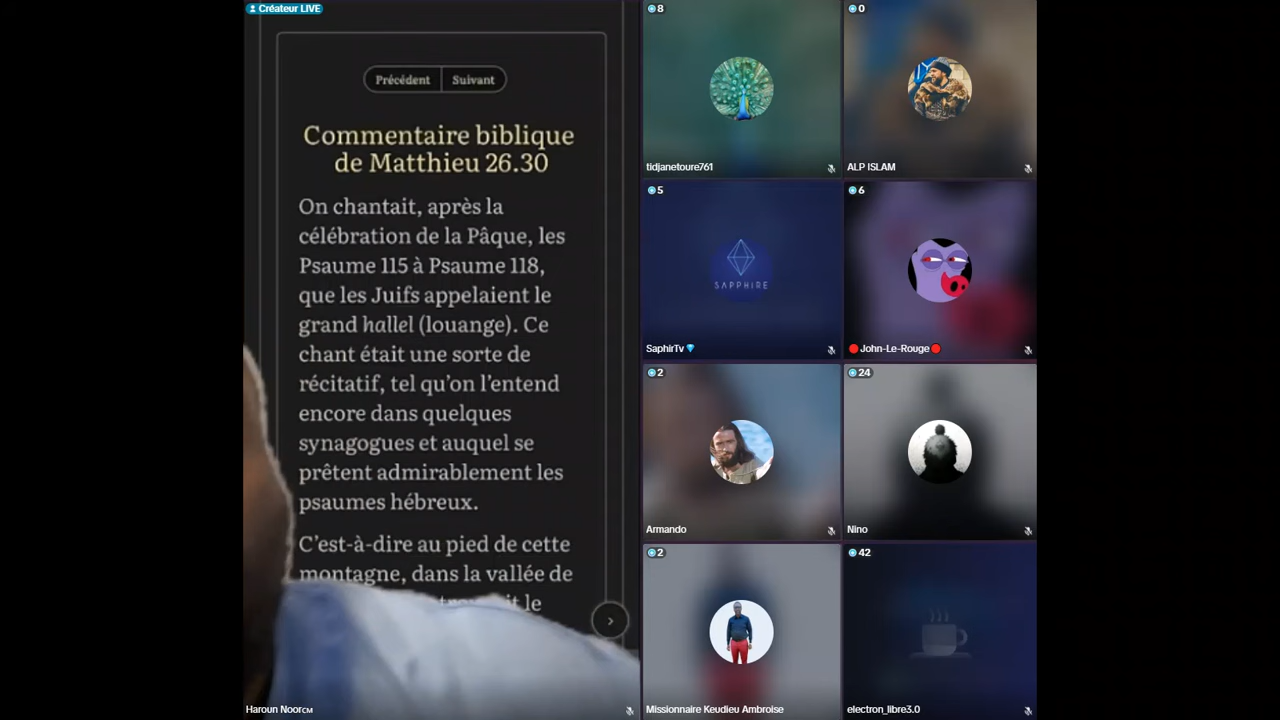 Créateur LIVE
Précédent
Suivant
Commentaire biblique
de Matthieu 26.30
On chantait, après la
célébration de la Pâque, les
Psaume 115 à Psaume 118,
que les Juifs appelaient le
grand hallel (louange). Ce
chant était une sorte de
récitatif, tel qu'on l'entend
encore dans quelques
synagogues et auquel se
prêtent admirablement les
psaumes hébreux.
C'est-à-dire au pied de cette
montagne, dans la vallée de
le
Haroun Noor
8
tidjanetoure761
0
ALP ISLAM
5
SAPPHIRE
SaphirTv
6
John-Le-Rouge
2
Armando
24
Nino
2
Missionnaire Keudieu Ambroise
42
electron_libre3.0